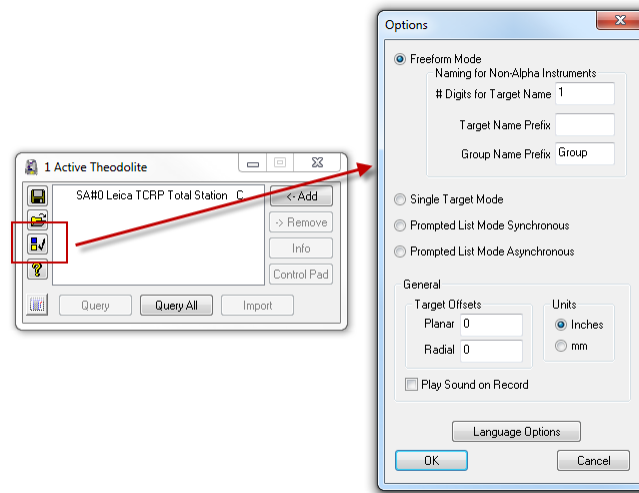 1 Active Theodolite
SA#0 Leica TCRP Total Station C
<- Add
-> Remove
Info
Control Pad
Query
Query All
Import
Options
Freeform Mode
Naming for Non-Alpha Instruments
# Digits for Target Name 1
Target Name Prefix
Group Name Prefix Group
Single Target Mode
Prompted List Mode Synchronous
Prompted List Mode Asynchronous
General
Target Offsets
Planar 0
Radial 0
Units
Inches
mm
Play Sound on Record
Language Options
OK
Cancel